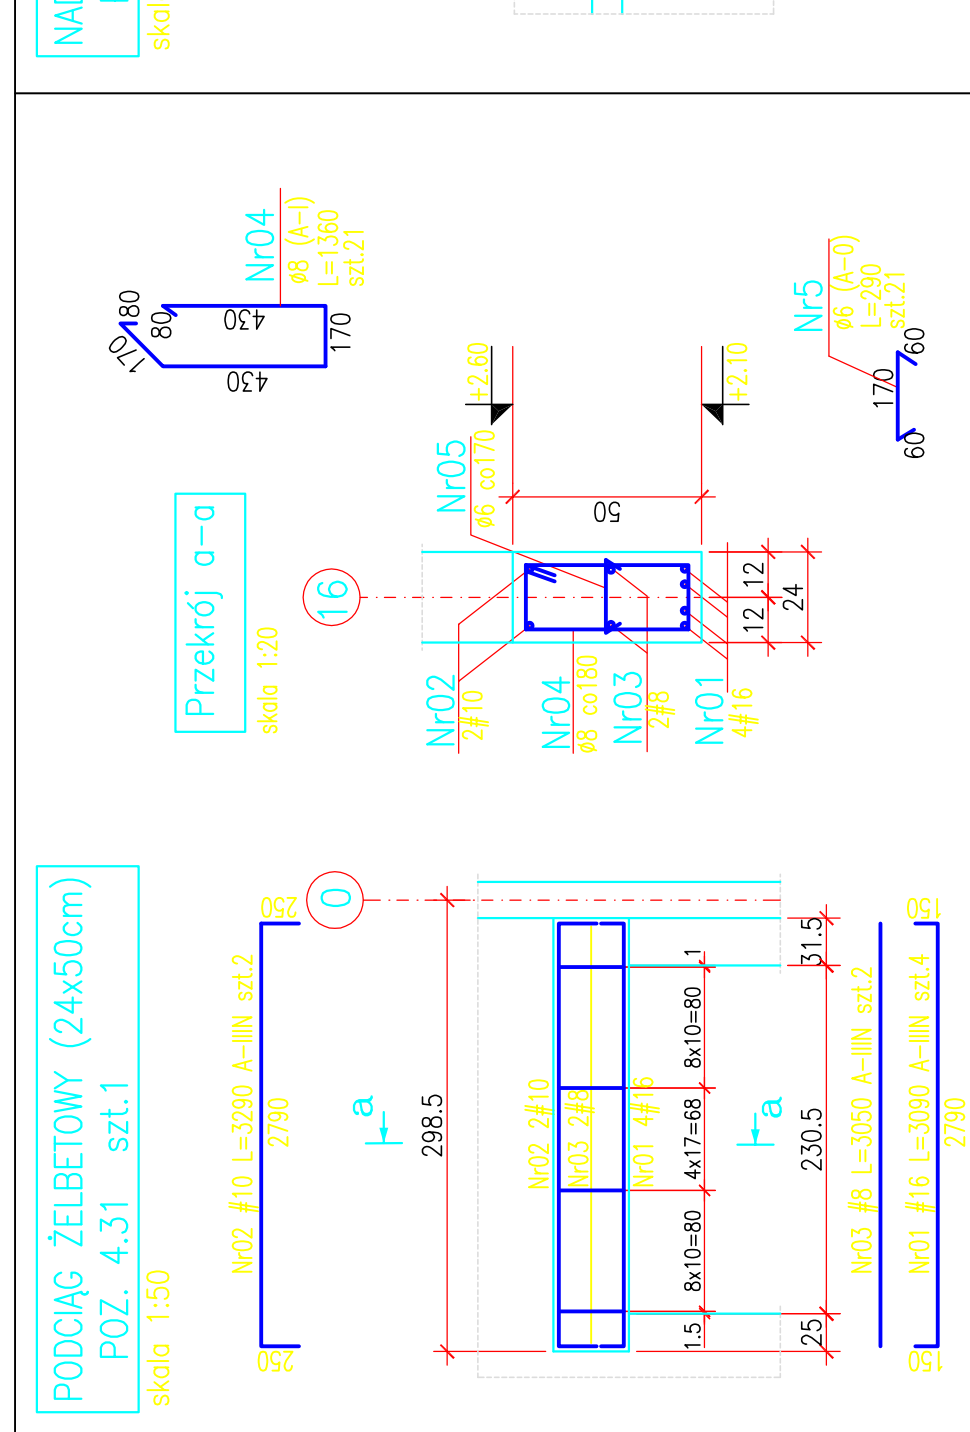 NAD
skal
PODCIĄG ŻELBETOWY (24x50cm)
POZ. 4.31 szt.1
skala 1:50
250
Nr02 #10 L=3290 A-IIIN szt.2
2790
250
0
a
298.5
Nr02 2#10
Nr03 2#8
Nr01 4#16
1.5
8x10=80
4x17=68
8x10=80
1
a
25
230.5
31.5
Nr03 #8 L=3050 A-IIIN szt.2
Nr01 #16 L=3090 A-IIIN szt.4
150
2790
150
Przekrój a-a
skala 1:20
16
Nr02
2#10
Nr04
ø8 co180
Nr03
2#8
Nr01
4#16
Nr05
ø6 co170
+2.60
+2.10
50
12
12
24
170
80
80
430
430
170
Nr04
ø8 (A-I)
L=1360
szt.21
Nr5
ø6 (A-0)
L=290
szt.21
60
170
60